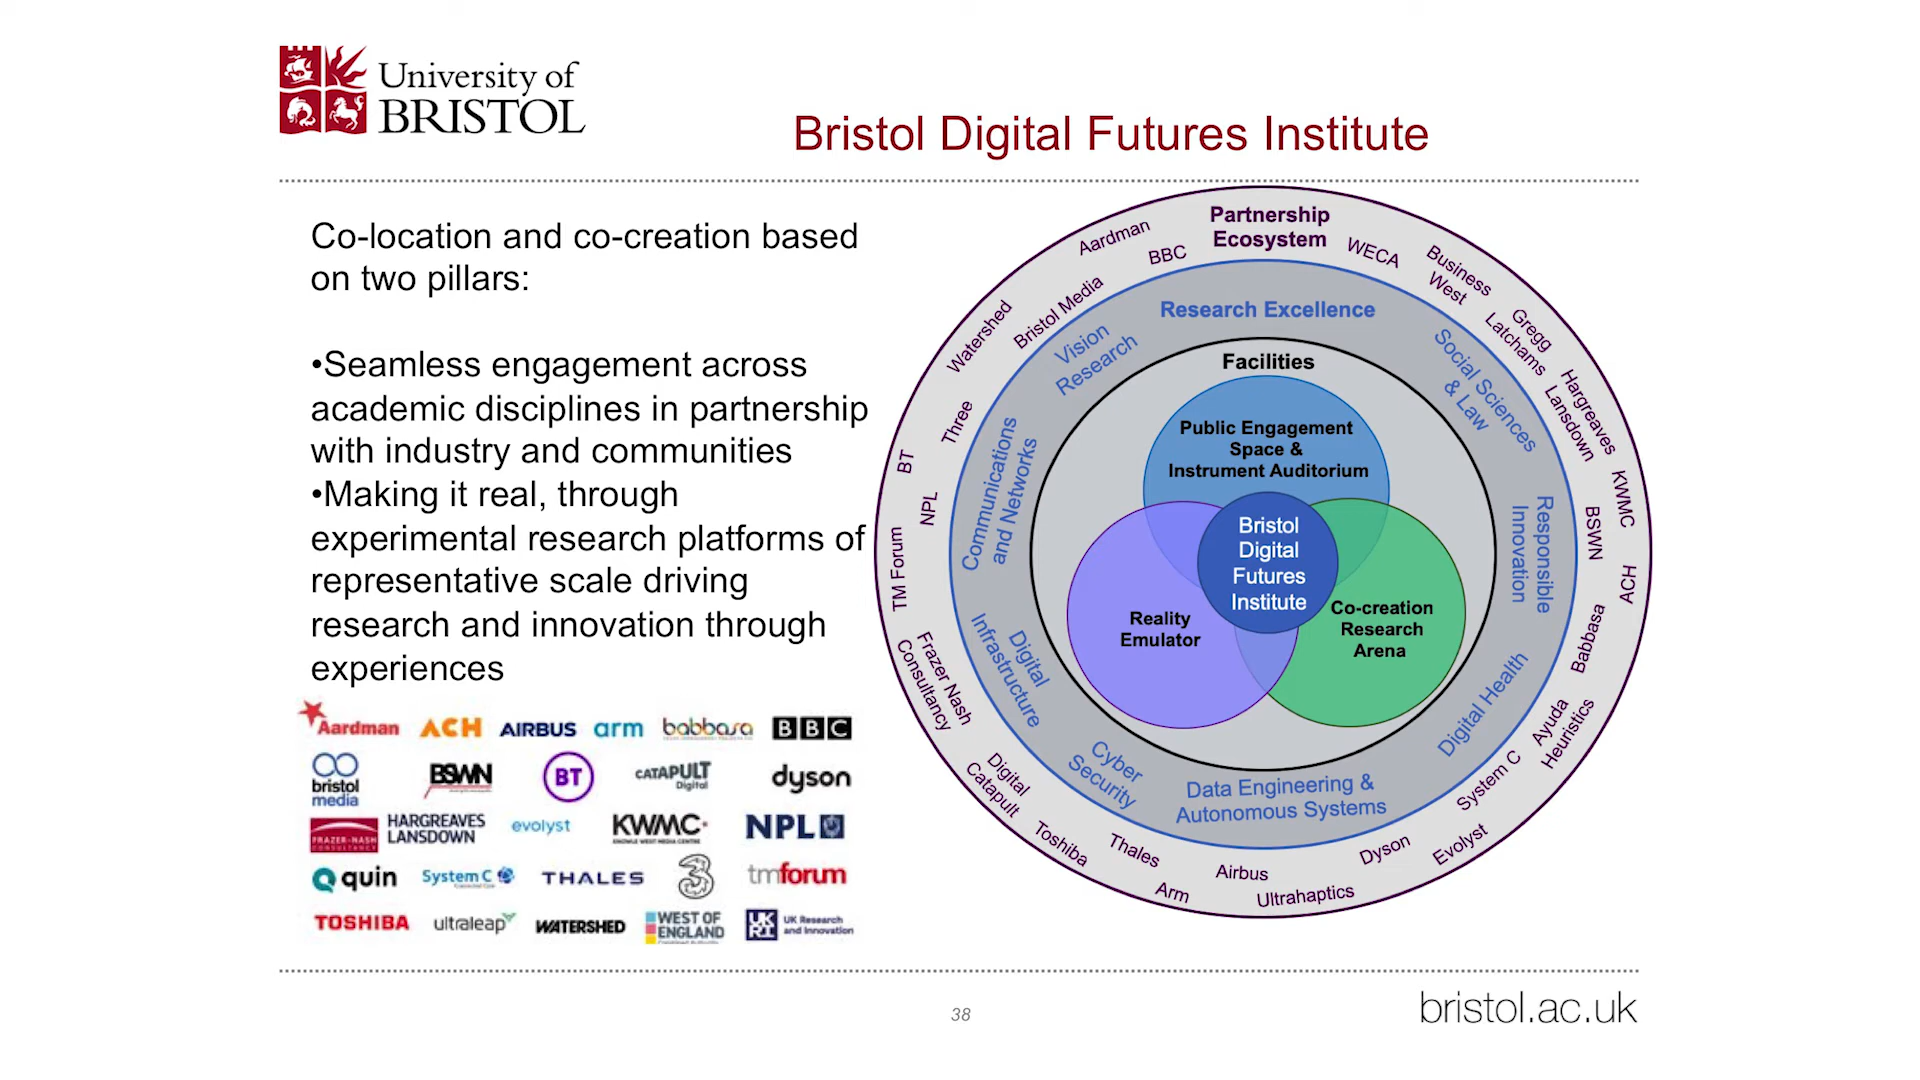 University of
BRISTOL
Bristol Digital Futures Institute
Co-location and co-creation based
on two pillars:
•Seamless engagement across
academic disciplines in partnership
with industry and communities
•Making it real, through
experimental research platforms of
representative scale driving
research and innovation through
experiences
Aardman
ACH
AIRBUS
arm
babbasa
BBC
bristol
media
BSWN
BT
CATAPULT
Digital
dyson
FRAZER-NASH
CONSULTANCY
HARGREAVES
LANSDOWN
evolyst
KWMC
KNOWLE WEST MEDIA CENTRE
NPL
quin
System C
THALES
3
tmforum
TOSHIBA
ultraleap
WATERSHED
WEST OF
ENGLAND
UKRI
UK Research
and Innovation
Partnership
Ecosystem
Aardman
BBC
WECA
Business
West
Bristol Media
Watershed
Gregg
Latchams
Hargreaves
Lansdown
Three
BT
NPL
KWMC
BSWN
TM Forum
ACH
Babbasa
Frazer Nash
Consultancy
Ayuda
Heuristics
System C
Digital
Catapult
Toshiba
Thales
Arm
Airbus
Ultrahaptics
Dyson
Evolyst
Research Excellence
Vision
Research
Social Sciences
& Law
Communications
and Networks
Responsible
Innovation
Digital
Infrastructure
Digital Health
Cyber
Security
Data Engineering &
Autonomous Systems
Facilities
Public Engagement
Space &
Instrument Auditorium
Bristol
Digital
Futures
Institute
Reality
Emulator
Co-creation
Research
Arena
38
bristol.ac.uk